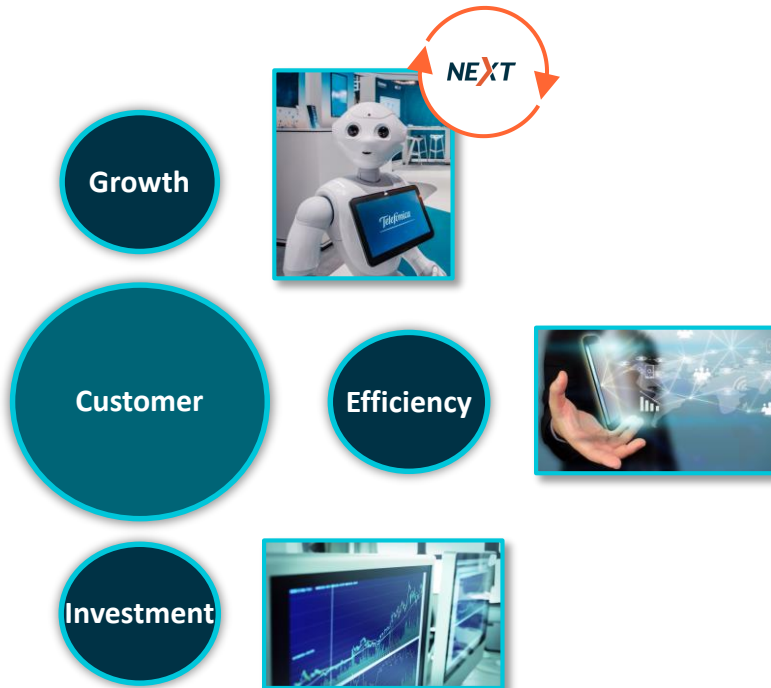 NEXT
Growth
Telefónica
Customer
Efficiency
Investment